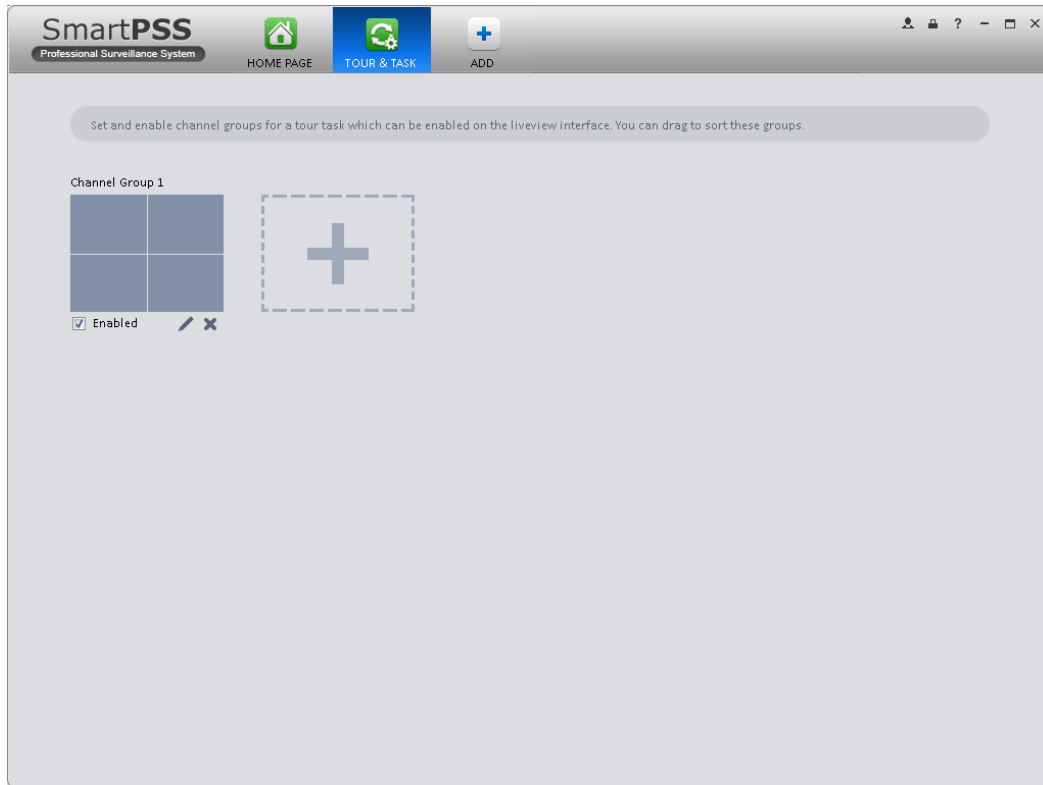 SmartPSS
Professional Surveillance System
HOME PAGE
TOUR & TASK
ADD
?
Set and enable channel groups for a tour task which can be enabled on the liveview interface. You can drag to sort these groups.
Channel Group 1
Enabled